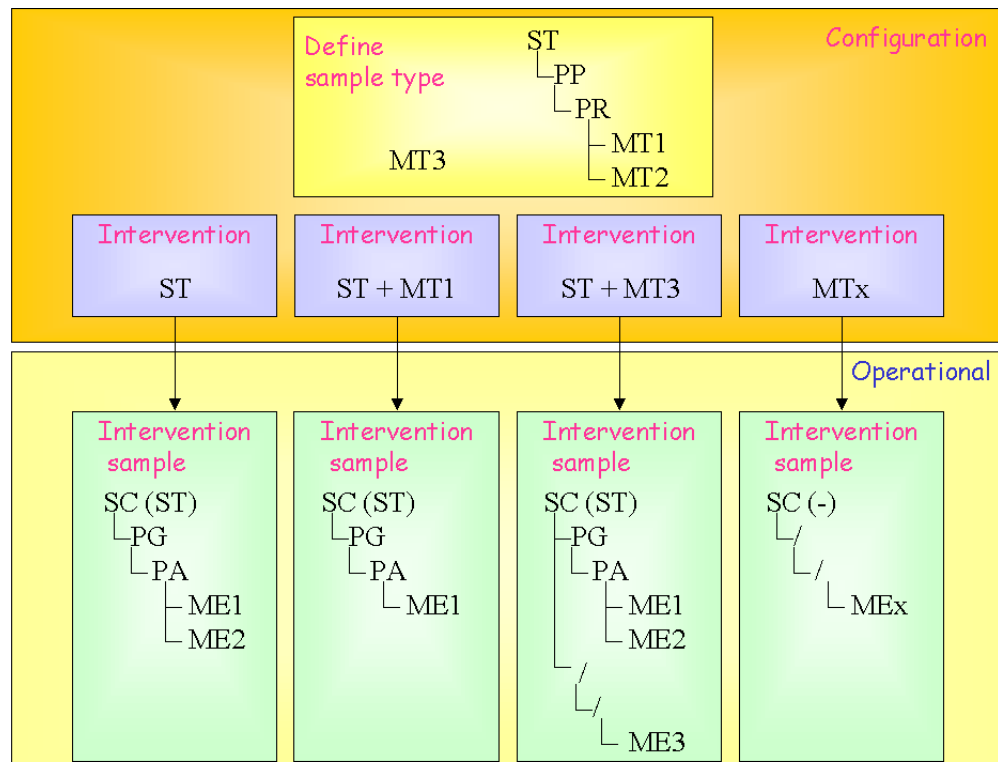 Configuration
Define
sample type
ST
PP
PR
MT1
MT2
MT3
Intervention
ST
Intervention
ST + MT1
Intervention
ST + MT3
Intervention
MTx
Operational
Intervention
sample
SC (ST)
PG
PA
ME1
ME2
Intervention
sample
SC (ST)
PG
PA
ME1
Intervention
sample
SC (ST)
PG
PA
ME1
ME2
/
/
ME3
Intervention
sample
SC (-)
/
/
MEx